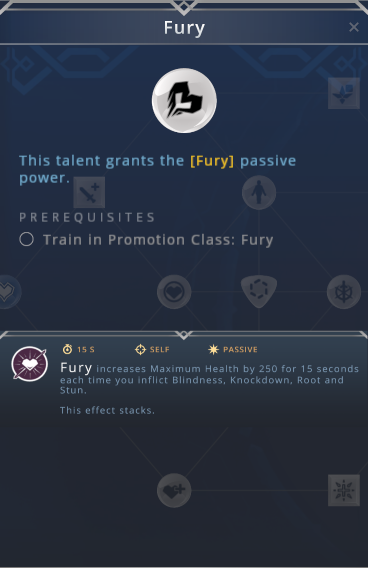 Fury
This talent grants the [Fury] passive
power.
PREREQUISITES
Train in Promotion Class: Fury
15 S SELF PASSIVE
Fury increases Maximum Health by 250 for 15 seconds
each time you inflict Blindness, Knockdown, Root and
Stun.
This effect stacks.